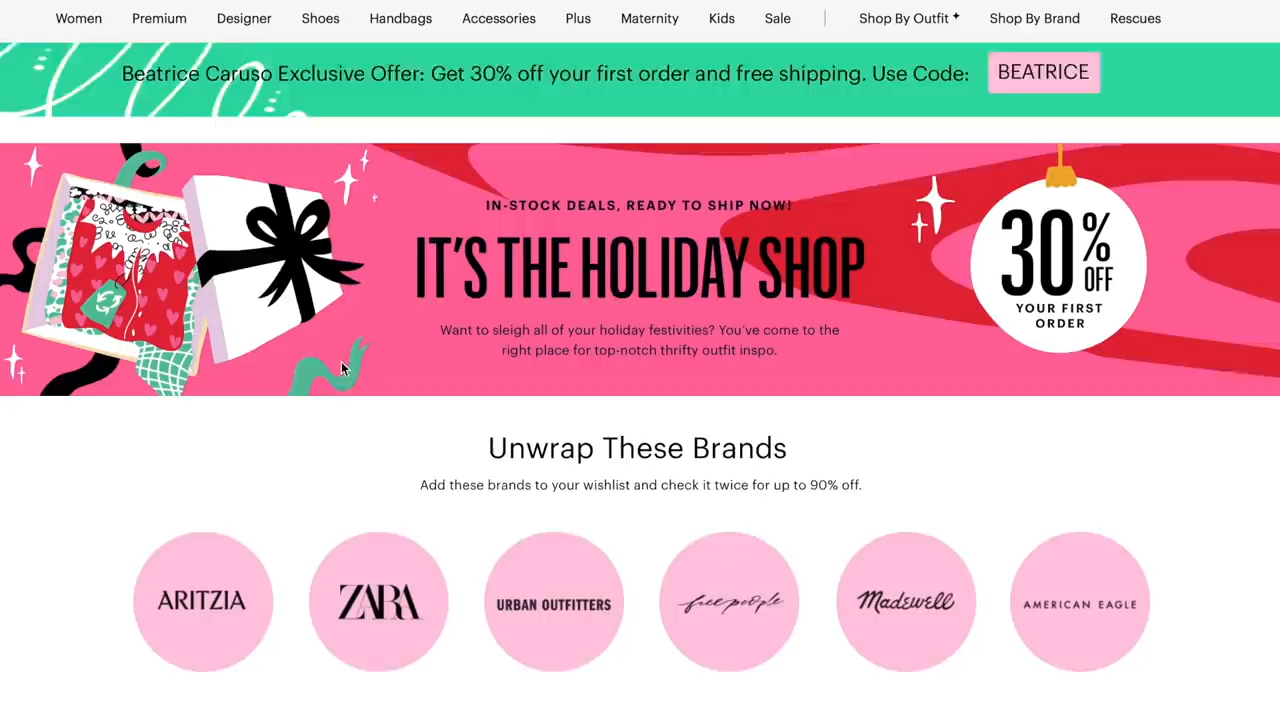 Women Premium Designer Shoes Handbags Accessories Plus Maternity Kids Sale Shop By Outfit Shop By Brand Rescues
Beatrice Caruso Exclusive Offer: Get 30% off your first order and free shipping. Use Code: BEATRICE
IN-STOCK DEALS, READY TO SHIP NOW!
IT'S THE HOLIDAY SHOP
Want to sleigh all of your holiday festivities? You've come to the
right place for top-notch thrifty outfit inspo.
30% OFF
YOUR FIRST
ORDER
Unwrap These Brands
Add these brands to your wishlist and check it twice for up to 90% off.
ARITZIA ZARA URBAN OUTFITTERS free people Madewell AMERICAN EAGLE